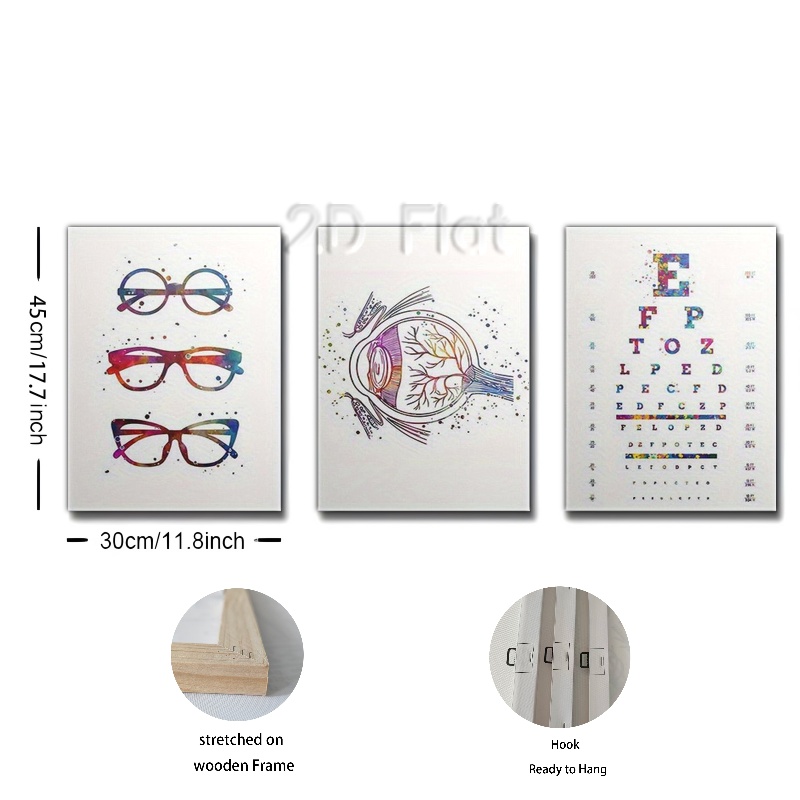 2D Flat
45cm/17.7inch
E
F P
T O Z
L P E D
P E C F D
E D F C Z P
F E L O P Z D
D E F P O T E C
L E F O D P C T
30cm/11.8inch
stretched on
wooden Frame
Hook
Ready to Hang